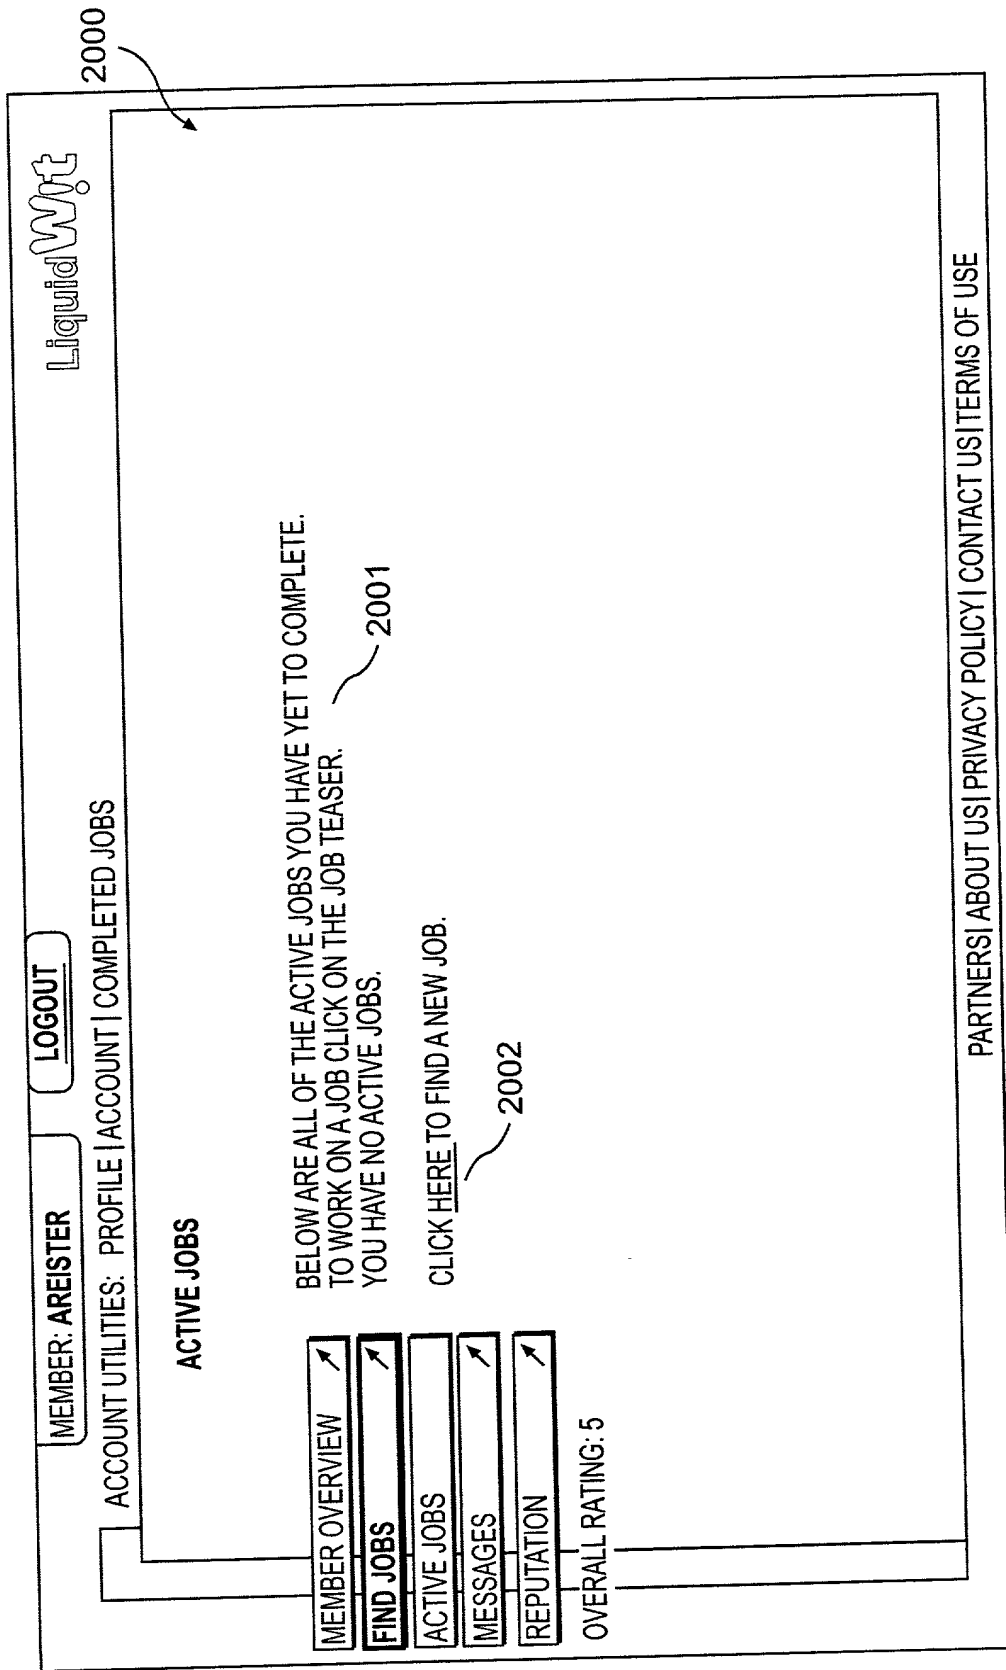 2000
LiquidWit
MEMBER: AREISTER
LOGOUT
ACCOUNT UTILITIES: PROFILE | ACCOUNT | COMPLETED JOBS
ACTIVE JOBS
MEMBER OVERVIEW
FIND JOBS
ACTIVE JOBS
MESSAGES
REPUTATION
OVERALL RATING: 5
BELOW ARE ALL OF THE ACTIVE JOBS YOU HAVE YET TO COMPLETE.
TO WORK ON A JOB CLICK ON THE JOB TEASER.
YOU HAVE NO ACTIVE JOBS.
2001
CLICK HERE TO FIND A NEW JOB.
2002
PARTNERS| ABOUT US| PRIVACY POLICY | CONTACT US | TERMS OF USE